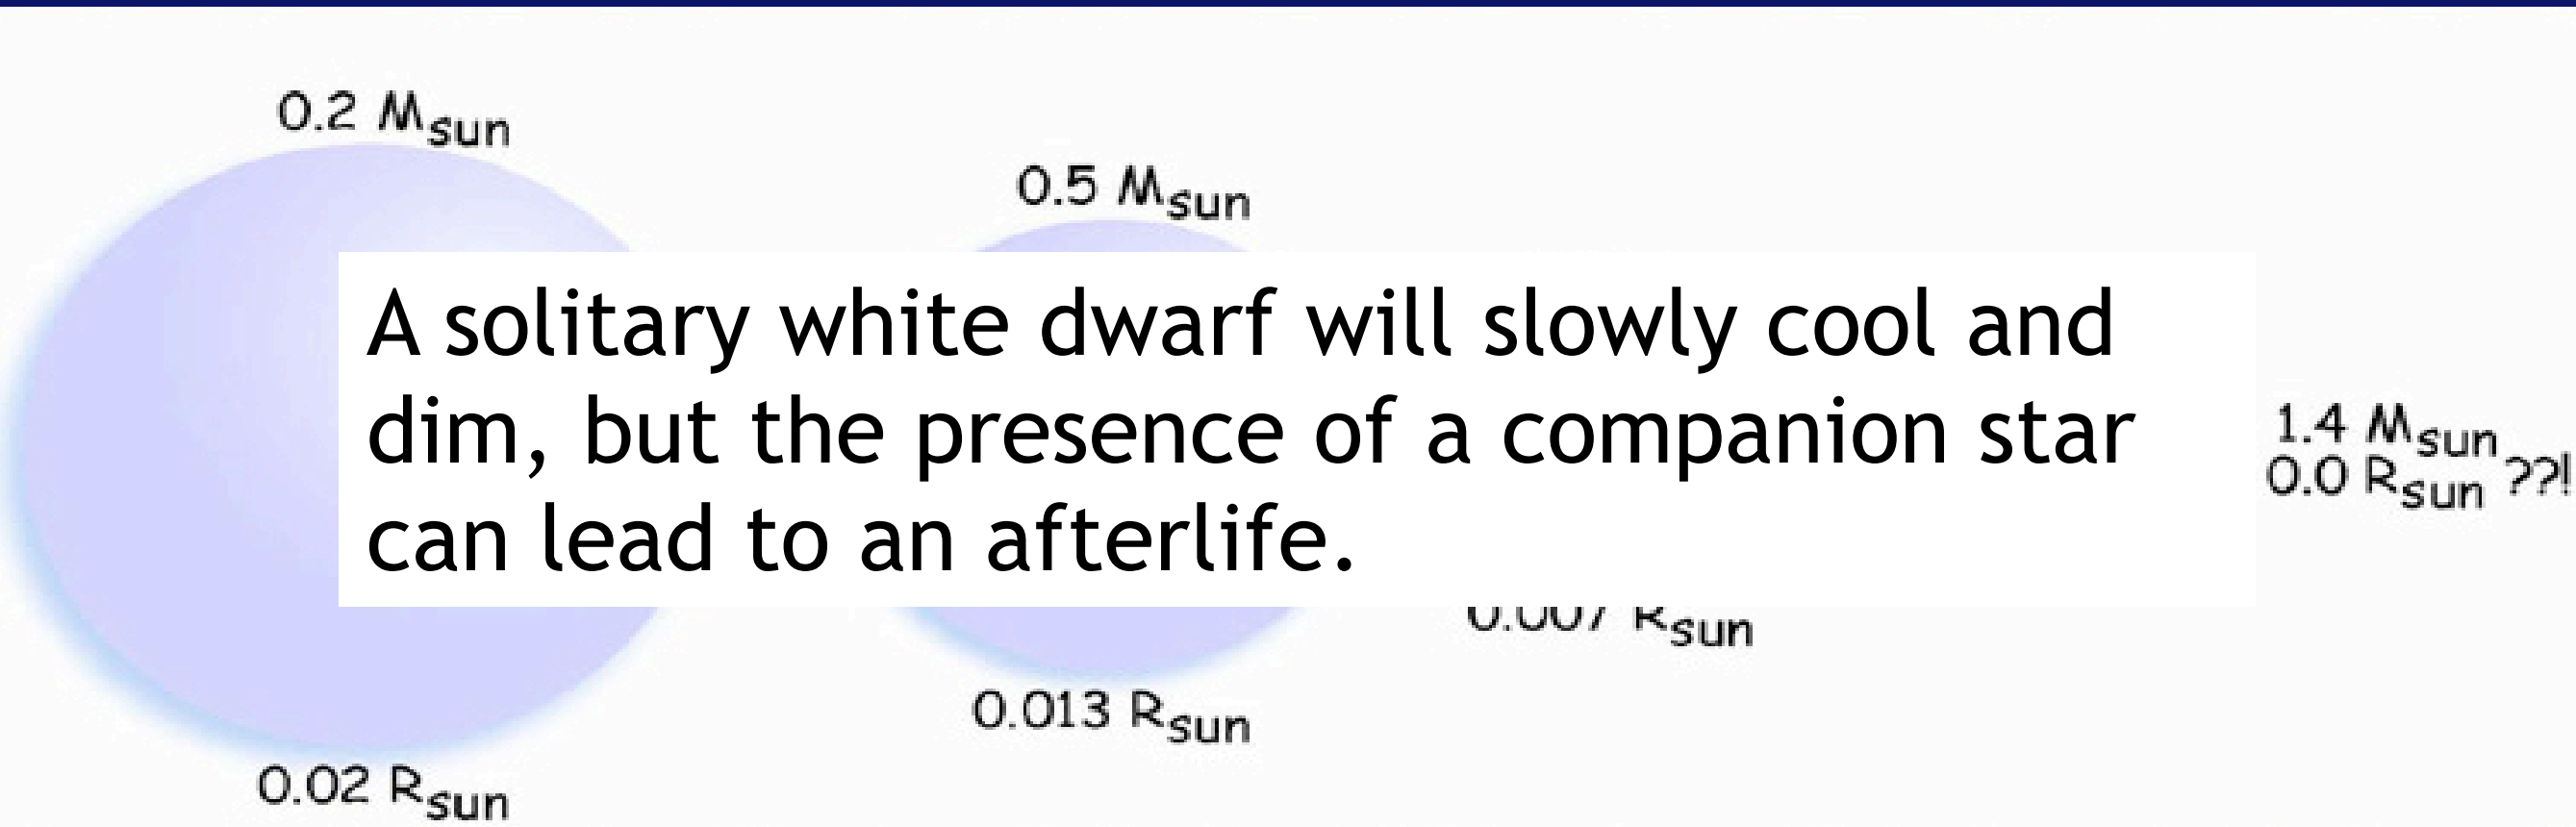 0.2 Msun
0.5 Msun
A solitary white dwarf will slowly cool and
dim, but the presence of a companion star
can lead to an afterlife.
1.4 Msun
0.0 Rsun ??!
0.007 Rsun
0.013 Rsun
0.02 Rsun